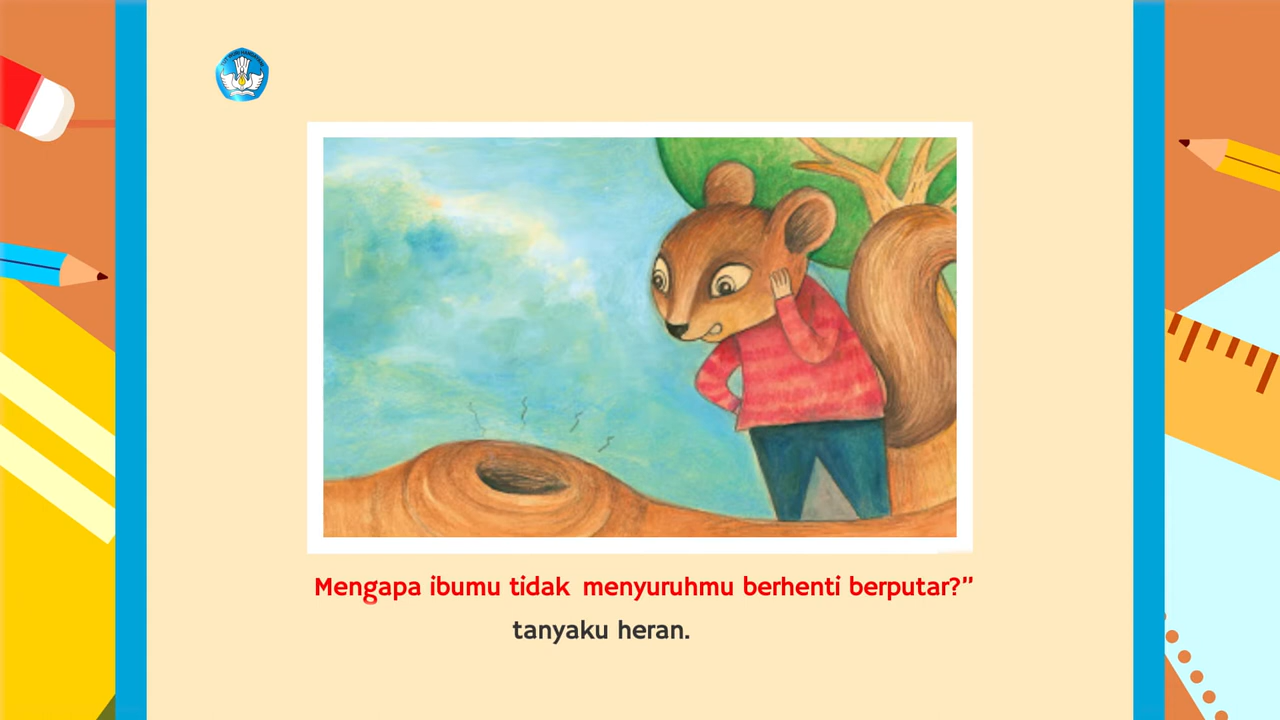 Mengapa ibumu tidak menyuruhmu berhenti berputar?”
tanyaku heran.